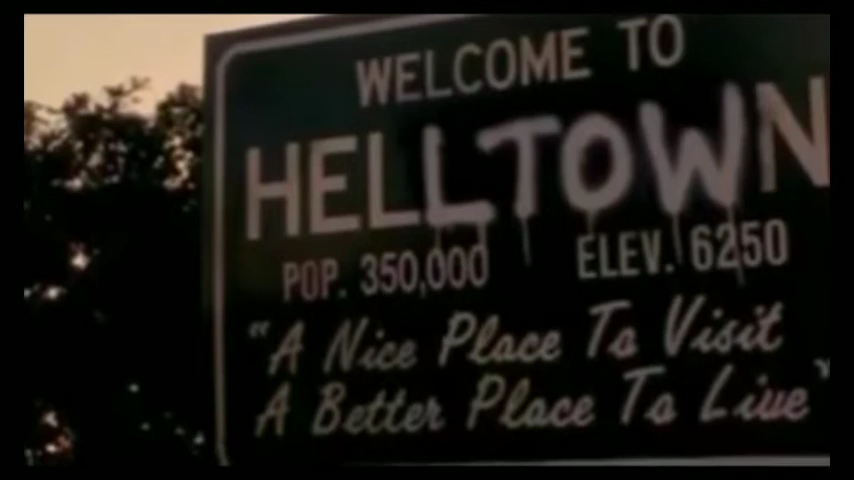 WELCOME TO
HELLTOWN
POP. 350,000 ELEV. 6250
"A Nice Place To Visit
A Better Place To Live"